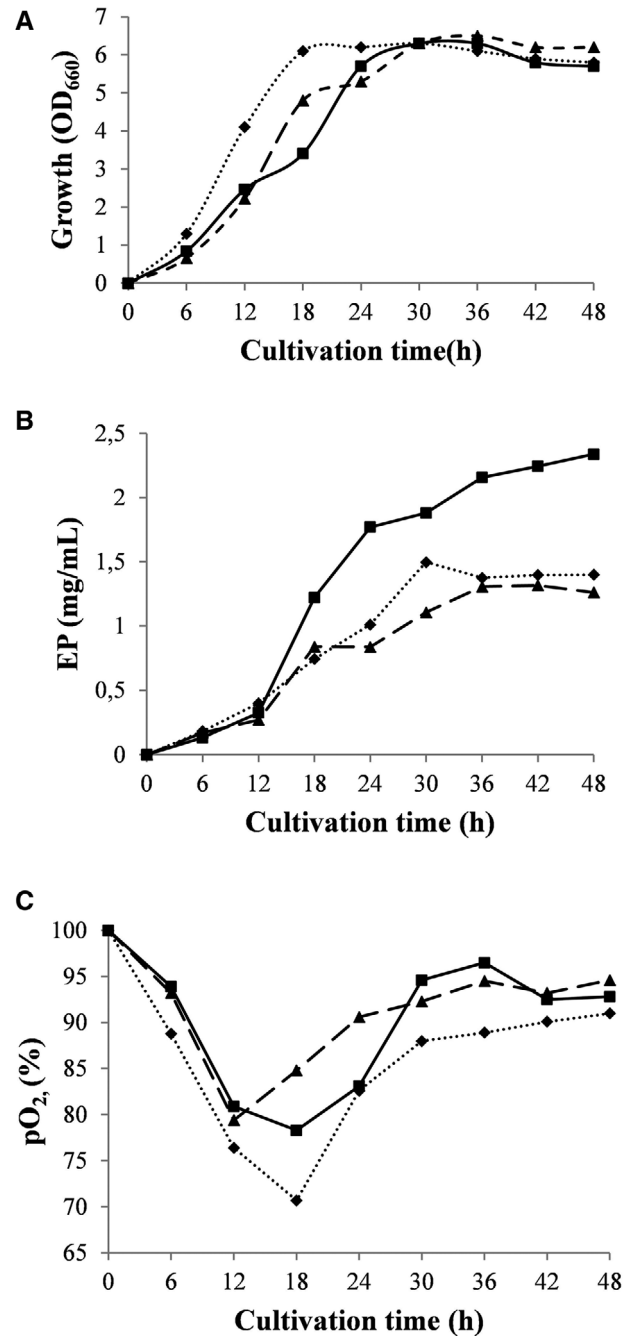 A
7
6
5
4
3
2
1
0
Growth (OD660)
0 6 12 18 24 30 36 42 48
Cultivation time(h)
B
2,5
2
1,5
1
0,5
0
EP (mg/mL)
0 6 12 18 24 30 36 42 48
Cultivation time (h)
C
100
95
90
85
80
75
70
65
pO2, (%)
0 6 12 18 24 30 36 42 48
Cultivation time (h)